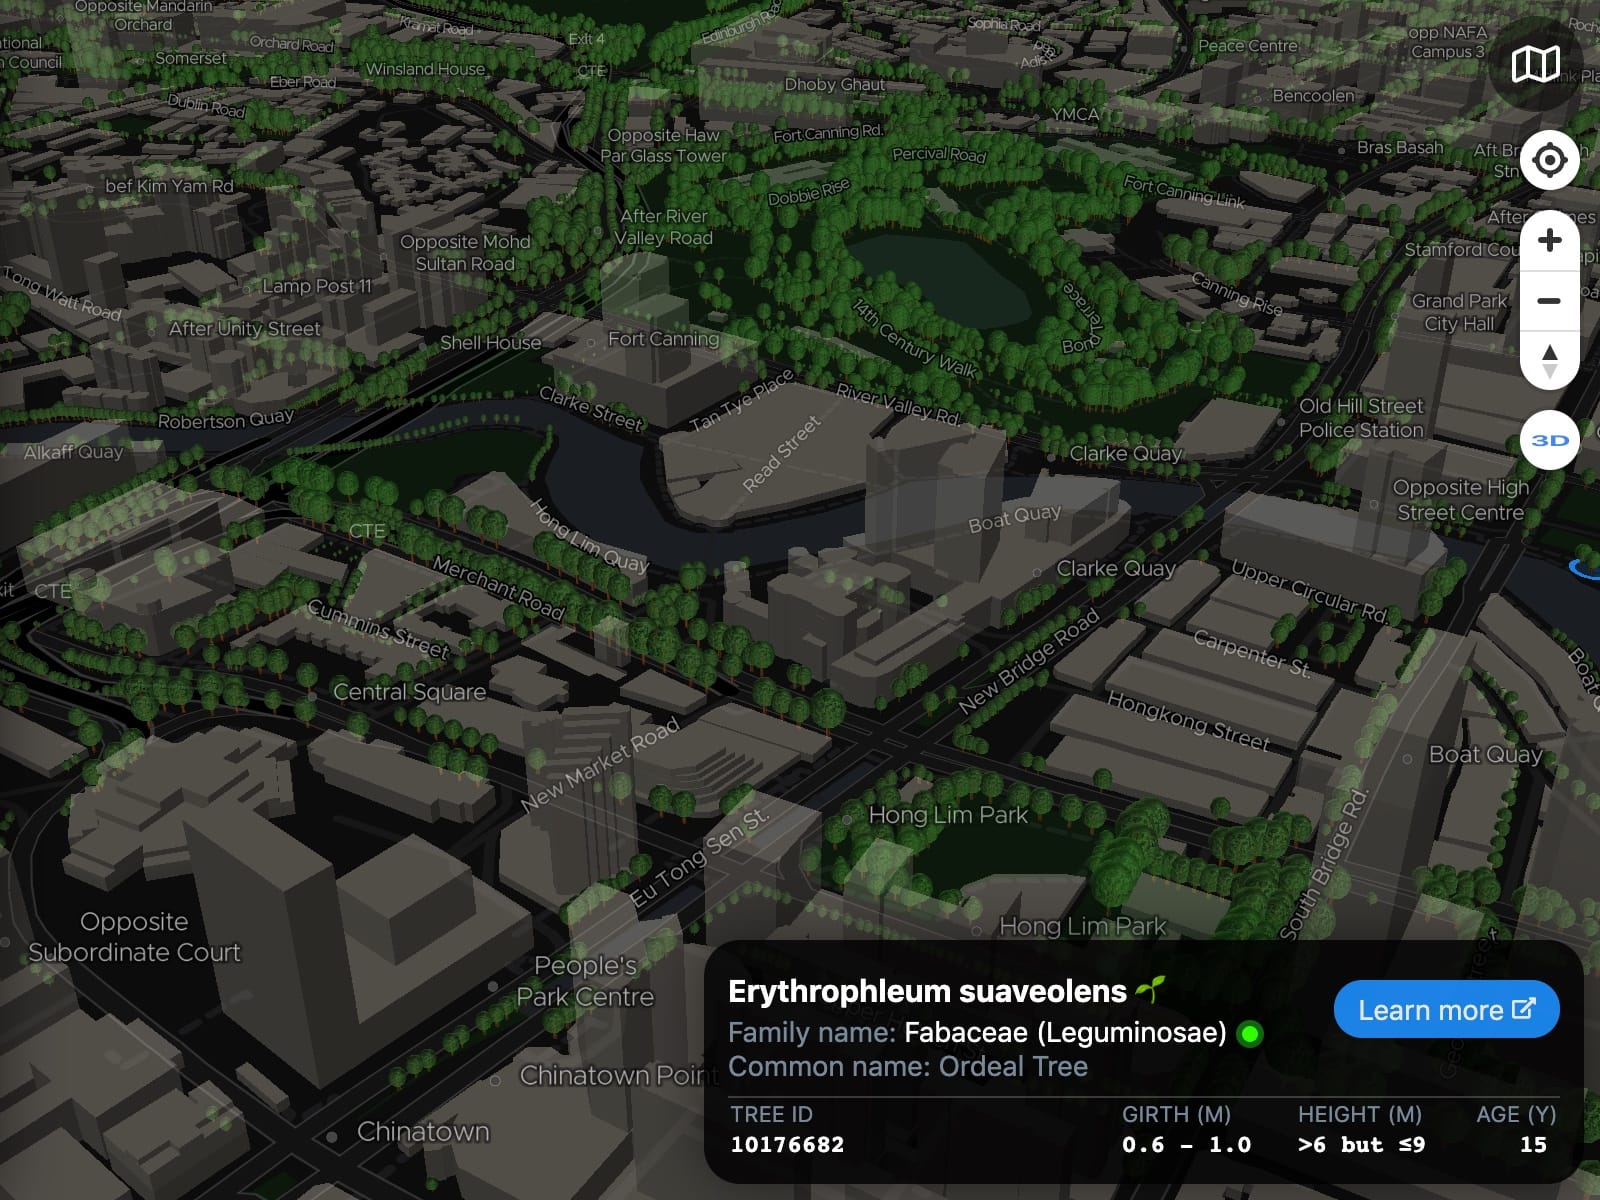 Opposite Mandarin
Orchard
Kramat Road
Exit 4
Edinburgh Road
Sophia Road
Peace Centre
opp NAFA
Campus 3
Council
Somerset
Orchard Road
Winsland House
CTE
Dhoby Ghaut
Eber Road
Dublin Road
Bencoolen
YMCA
Opposite Haw
Par Glass Tower
Fort Canning Rd.
Percival Road
Bras Basah
bef Kim Yam Rd
Dobbie Rise
Fort Canning Link
After River
Valley Road
Opposite Mohd
Sultan Road
Stamford Cou
Tong Watt Road
Lamp Post 11
Canning Rise
Grand Park
City Hall
After Unity Street
Shell House
Fort Canning
14th Century Walk
Bond Terrace
3D
Robertson Quay
Clarke Street
Tan Tye Place
River Valley Rd.
Old Hill Street
Police Station
Alkaff Quay
Read Street
Clarke Quay
Opposite High
Street Centre
CTE
Hong Lim Quay
Boat Quay
CTE
Merchant Road
Clarke Quay
Upper Circular Rd.
Cummins Street
New Bridge Road
Carpenter St.
Boat
Central Square
Hongkong Street
New Market Road
Boat Quay
Hong Lim Park
Eu Tong Sen St.
South Bridge Rd.
Opposite
Subordinate Court
Hong Lim Park
People's
Park Centre
Chinatown Point
Chinatown
Erythrophleum suaveolens
Learn more
Family name: Fabaceae (Leguminosae)
Common name: Ordeal Tree
TREE ID GIRTH (M) HEIGHT (M) AGE (Y)
10176682 0.6 – 1.0 >6 but ≤9 15